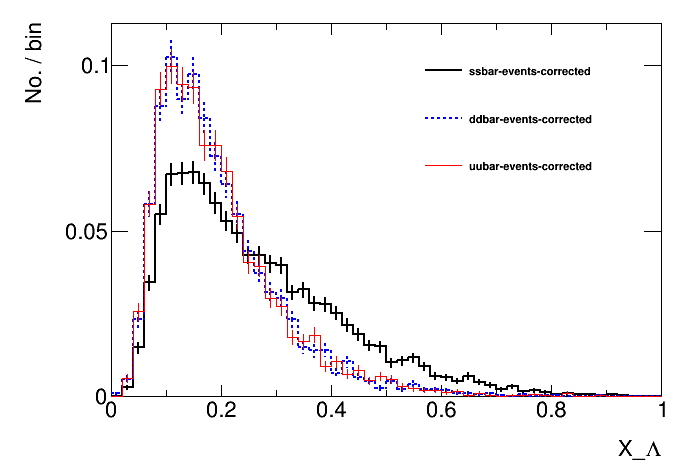 No. / bin
0.1
0.05
0
ssbar-events-corrected
ddbar-events-corrected
uubar-events-corrected
0 0.2 0.4 0.6 0.8 1
X_Λ